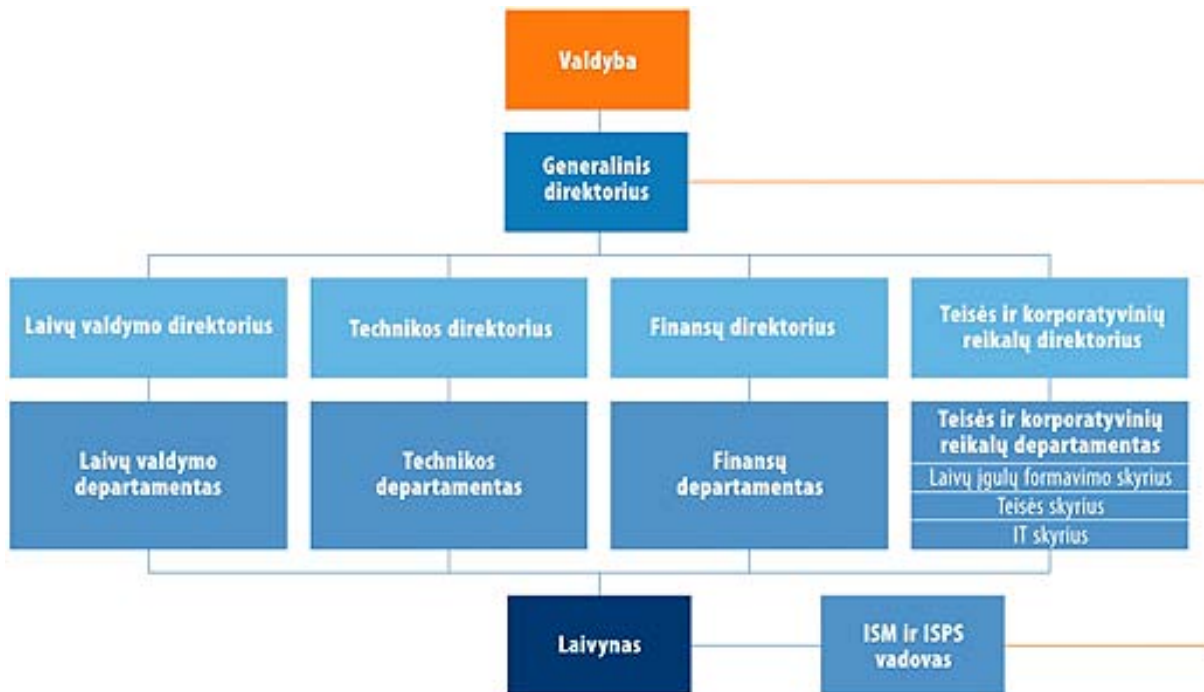 Valdyba
Generalinis
direktorius
Laivų valdymo direktorius
Technikos direktorius
Finansų direktorius
Teisės ir korporatyvinių
reikalų direktorius
Laivų valdymo
departamentas
Technikos
departamentas
Finansų
departamentas
Teisės ir korporatyvinių
reikalų departamentas
Laivų įgulų formavimo skyrius
Teisės skyrius
IT skyrius
Laivynas
ISM ir ISPS
vadovas